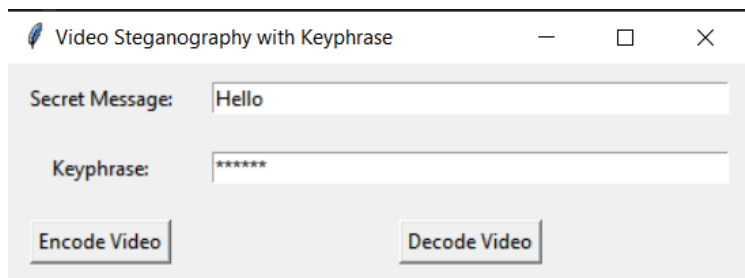 Video Steganography with Keyphrase
Secret Message: Hello
Keyphrase: ******
Encode Video Decode Video